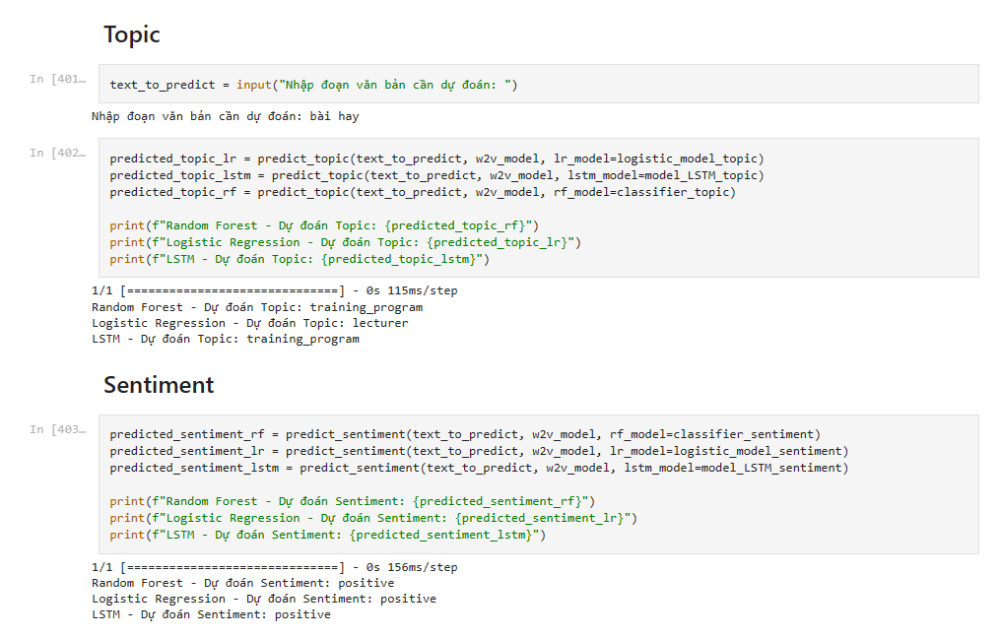 Topic
In [401…
text_to_predict = input("Nhập đoạn văn bản cần dự đoán: ")
Nhập đoạn văn bản cần dự đoán: bài hay
In [402…
predicted_topic_lr = predict_topic(text_to_predict, w2v_model, lr_model=logistic_model_topic)
predicted_topic_lstm = predict_topic(text_to_predict, w2v_model, lstm_model=model_LSTM_topic)
predicted_topic_rf = predict_topic(text_to_predict, w2v_model, rf_model=classifier_topic)
print(f"Random Forest - Dự đoán Topic: {predicted_topic_rf}")
print(f"Logistic Regression - Dự đoán Topic: {predicted_topic_lr}")
print(f"LSTM - Dự đoán Topic: {predicted_topic_lstm}")
1/1 [==============================] - 0s 115ms/step
Random Forest - Dự đoán Topic: training_program
Logistic Regression - Dự đoán Topic: lecturer
LSTM - Dự đoán Topic: training_program
Sentiment
In [403…
predicted_sentiment_rf = predict_sentiment(text_to_predict, w2v_model, rf_model=classifier_sentiment)
predicted_sentiment_lr = predict_sentiment(text_to_predict, w2v_model, lr_model=logistic_model_sentiment)
predicted_sentiment_lstm = predict_sentiment(text_to_predict, w2v_model, lstm_model=model_LSTM_sentiment)
print(f"Random Forest - Dự đoán Sentiment: {predicted_sentiment_rf}")
print(f"Logistic Regression - Dự đoán Sentiment: {predicted_sentiment_lr}")
print(f"LSTM - Dự đoán Sentiment: {predicted_sentiment_lstm}")
1/1 [==============================] - 0s 156ms/step
Random Forest - Dự đoán Sentiment: positive
Logistic Regression - Dự đoán Sentiment: positive
LSTM - Dự đoán Sentiment: positive